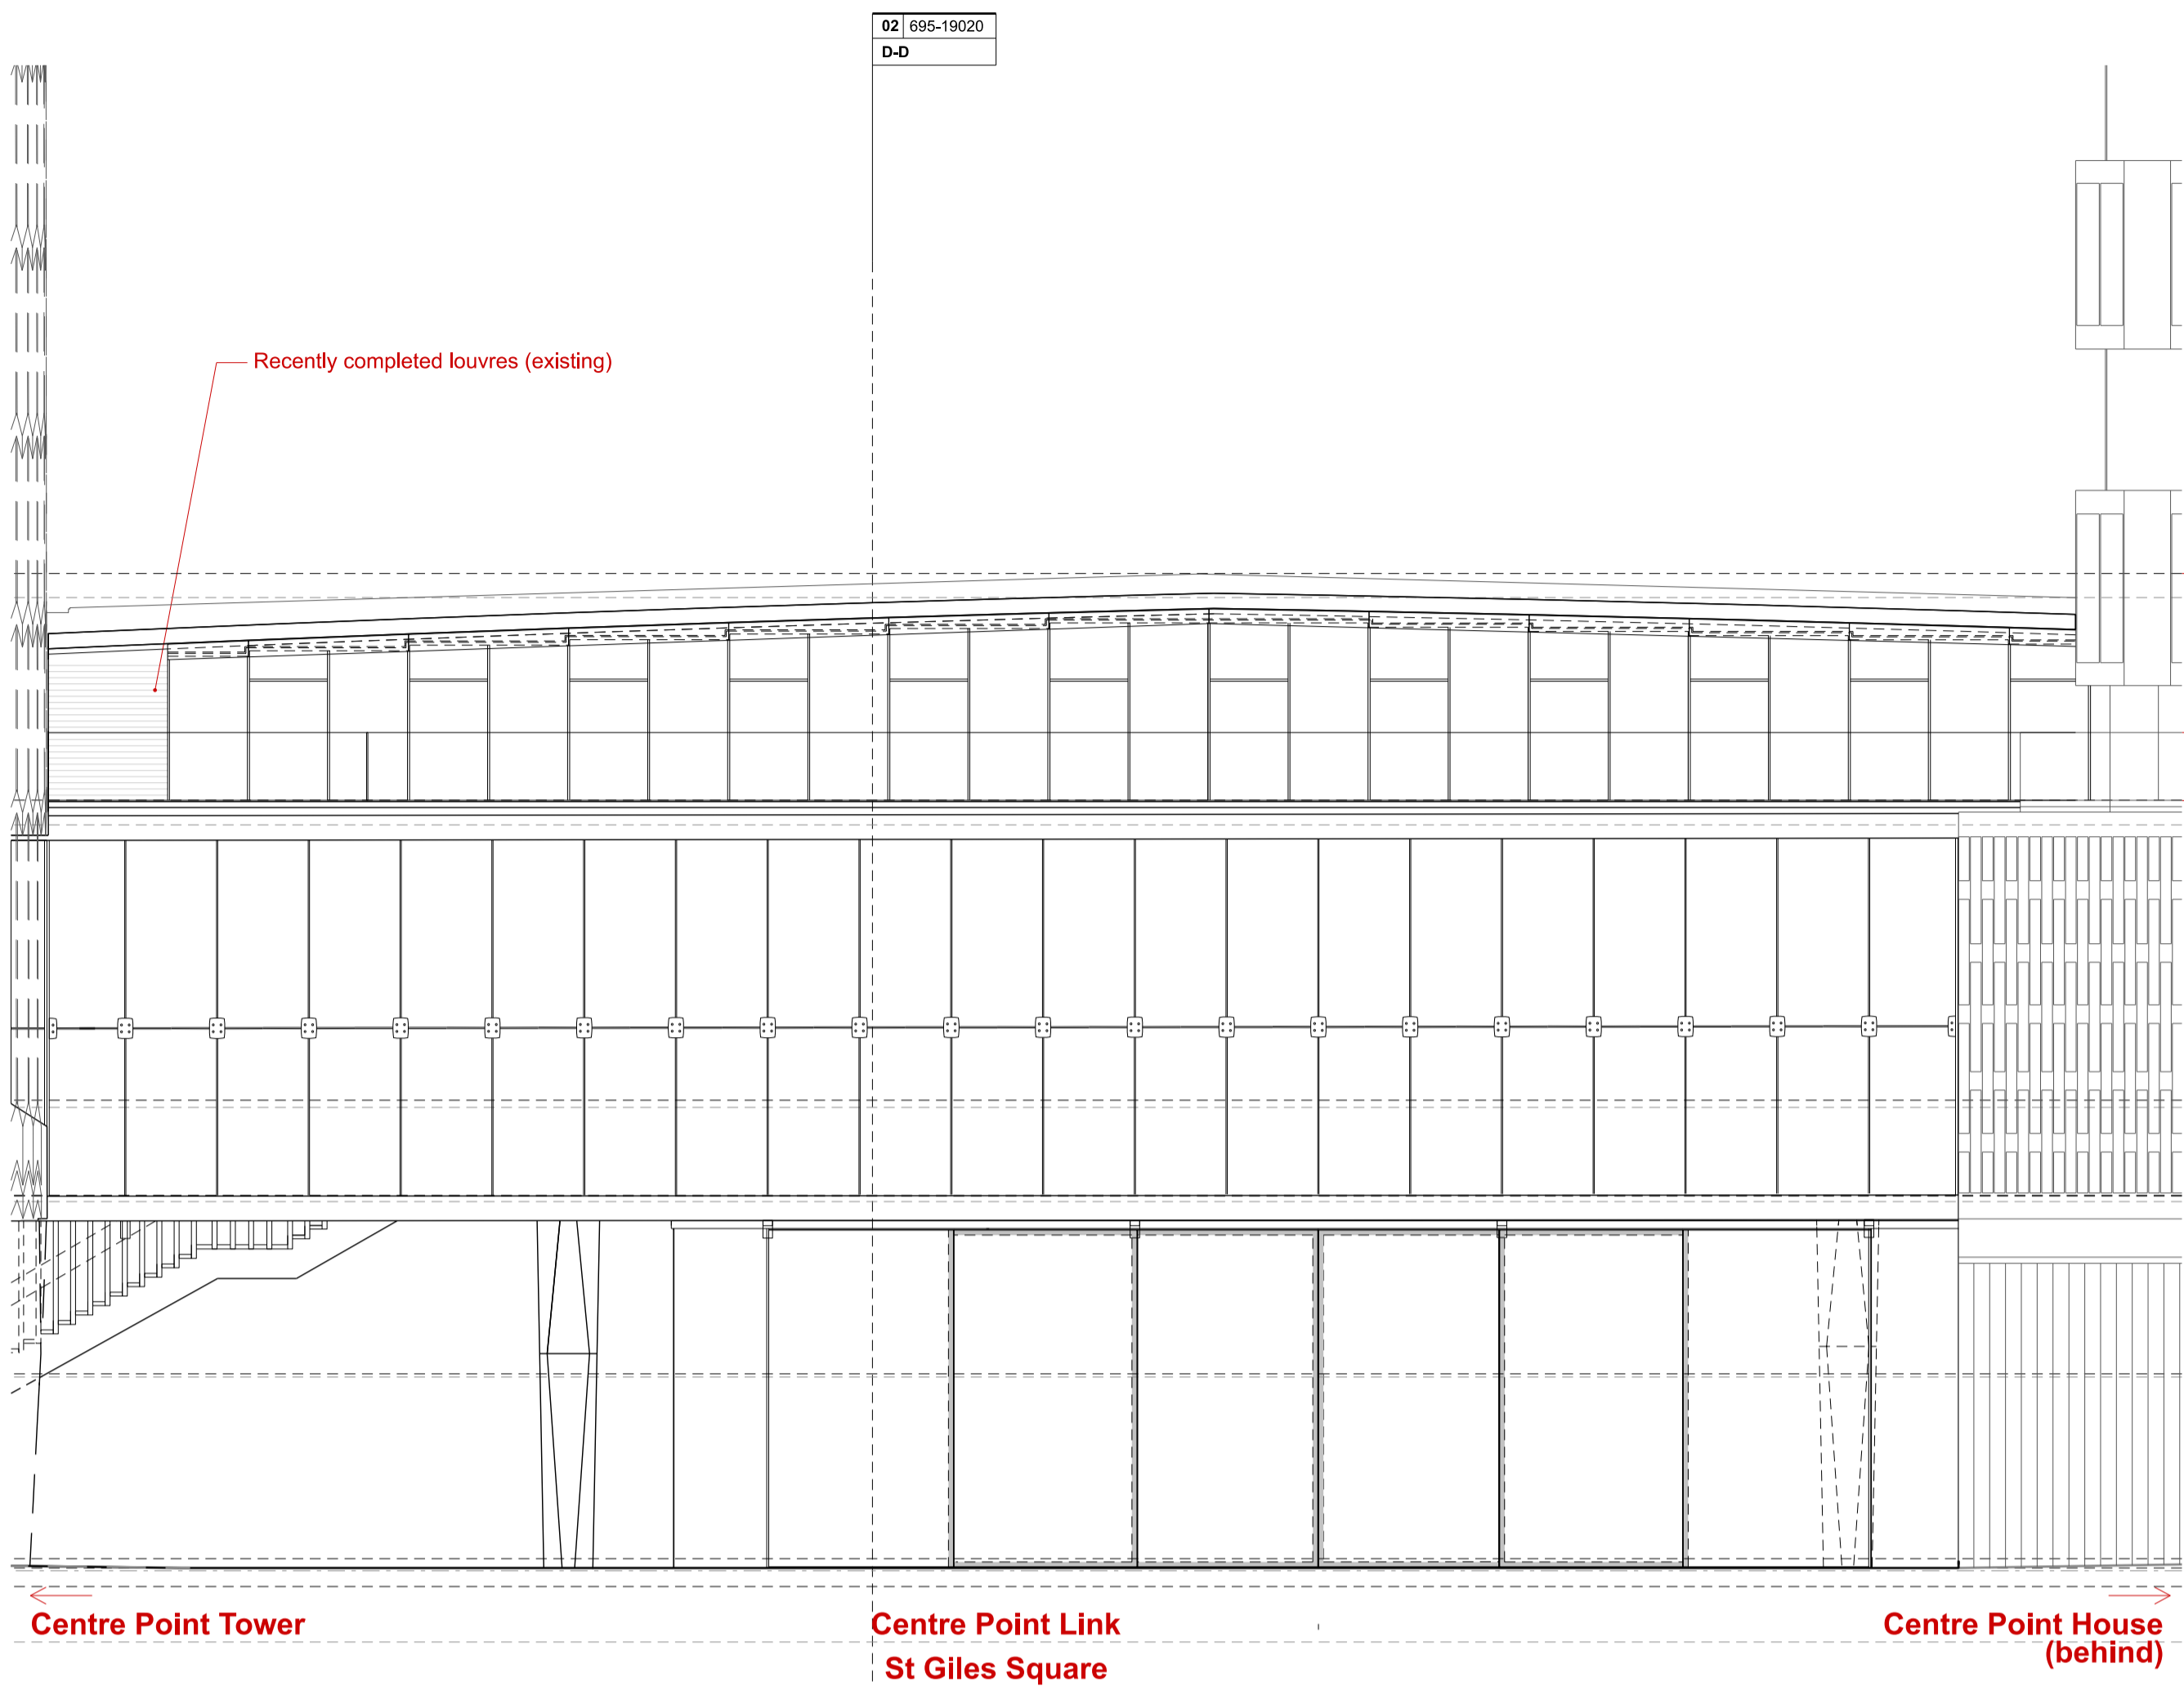 02 695-19020
D-D
Recently completed louvres (existing)
Centre Point Tower
Centre Point Link
St Giles Square
Centre Point House
(behind)